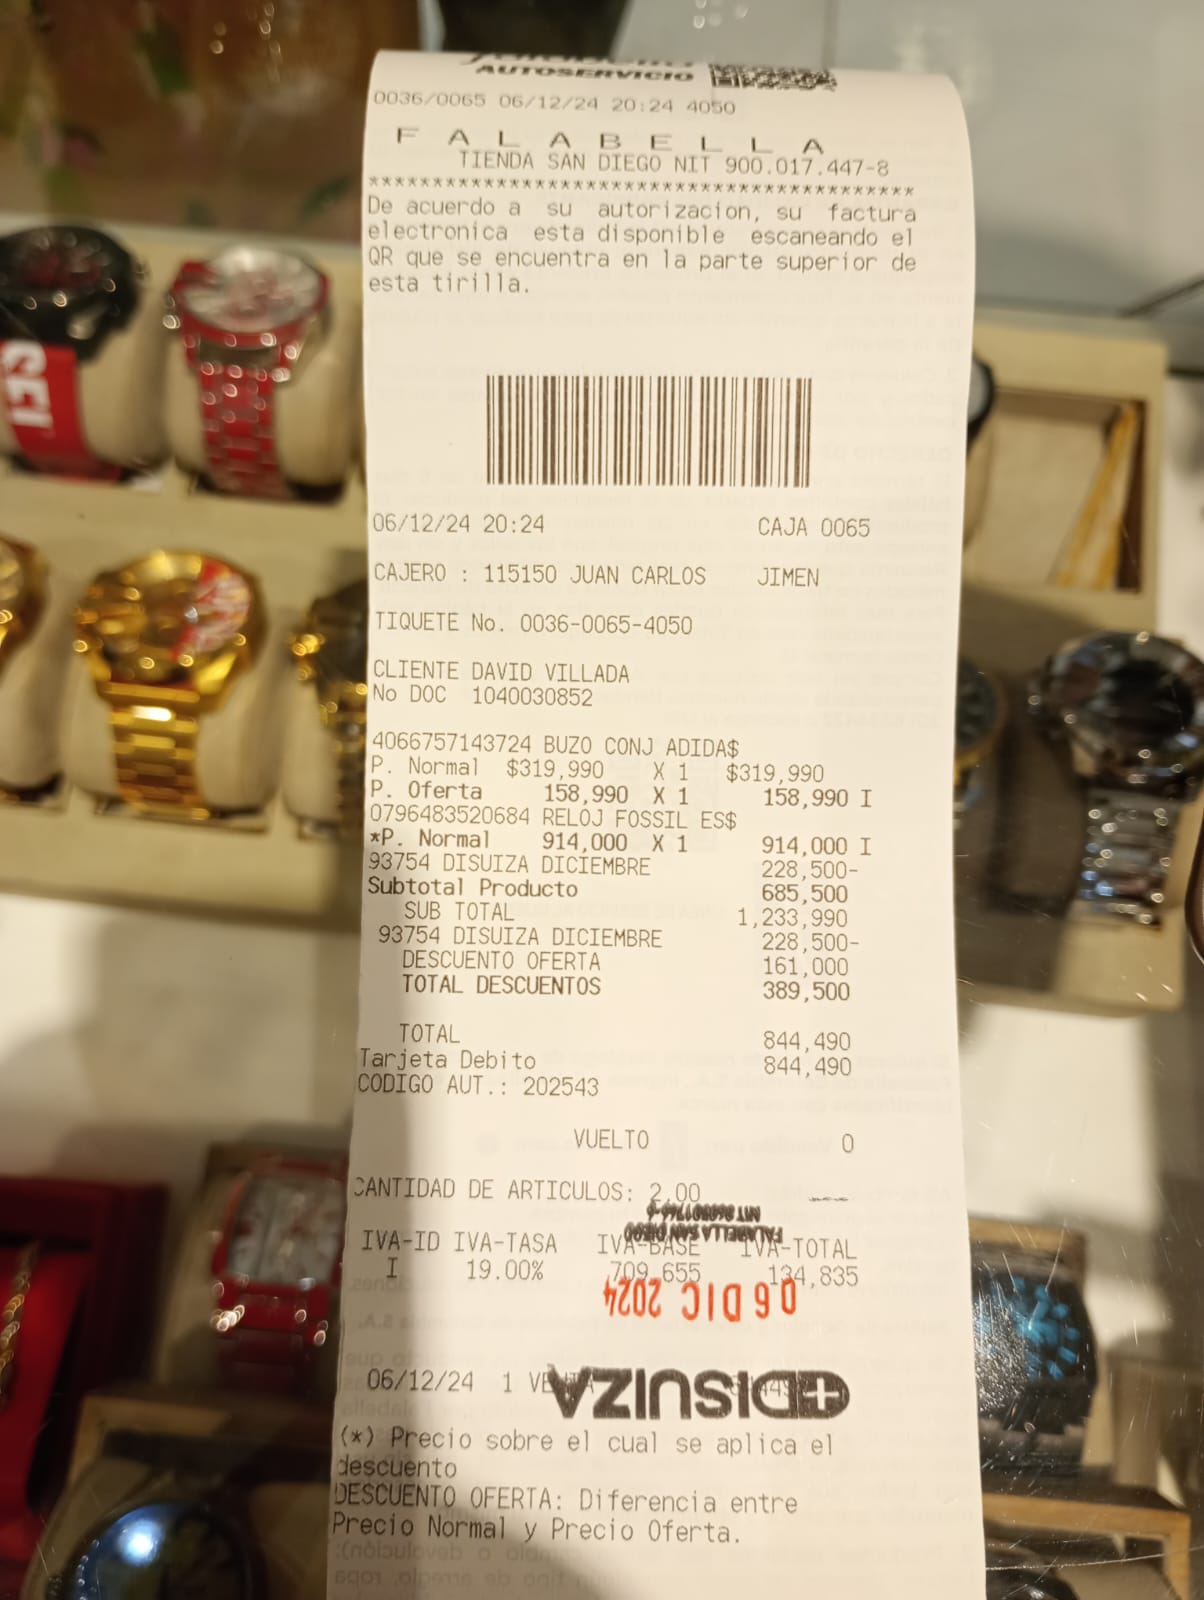 AUTOSERVICIO
0036/0065 06/12/24 20:24 4050
F A L A B E L L A
TIENDA SAN DIEGO NIT 900.017.447-8
*******************************************
De acuerdo a su autorizacion, su factura
electronica esta disponible escaneando el
QR que se encuentra en la parte superior de
esta tirilla.
06/12/24 20:24 CAJA 0065
CAJERO : 115150 JUAN CARLOS JIMEN
TIQUETE No. 0036-0065-4050
CLIENTE DAVID VILLADA
No DOC 1040030852
4066757143724 BUZO CONJ ADIDA$
P. Normal $319,990 X 1 $319,990
P. Oferta 158,990 X 1 158,990 I
0796483520684 RELOJ FOSSIL ES$
*P. Normal 914,000 X 1 914,000 I
93754 DISUIZA DICIEMBRE 228,500-
Subtotal Producto 685,500
SUB TOTAL 1,233,990
93754 DISUIZA DICIEMBRE 228,500-
DESCUENTO OFERTA 161,000
TOTAL DESCUENTOS 389,500
TOTAL 844,490
Tarjeta Debito 844,490
CODIGO AUT.: 202543
VUELTO 0
CANTIDAD DE ARTICULOS: 2,00
FALABELLA SAN DIEGO
IVA-ID IVA-TASA IVA-BASE IVA-TOTAL
I 19.00% 709,655 134,835
06 DIC 2024
06/12/24 1
DISUIZA
(*) Precio sobre el cual se aplica el
descuento
DESCUENTO OFERTA: Diferencia entre
Precio Normal y Precio Oferta.